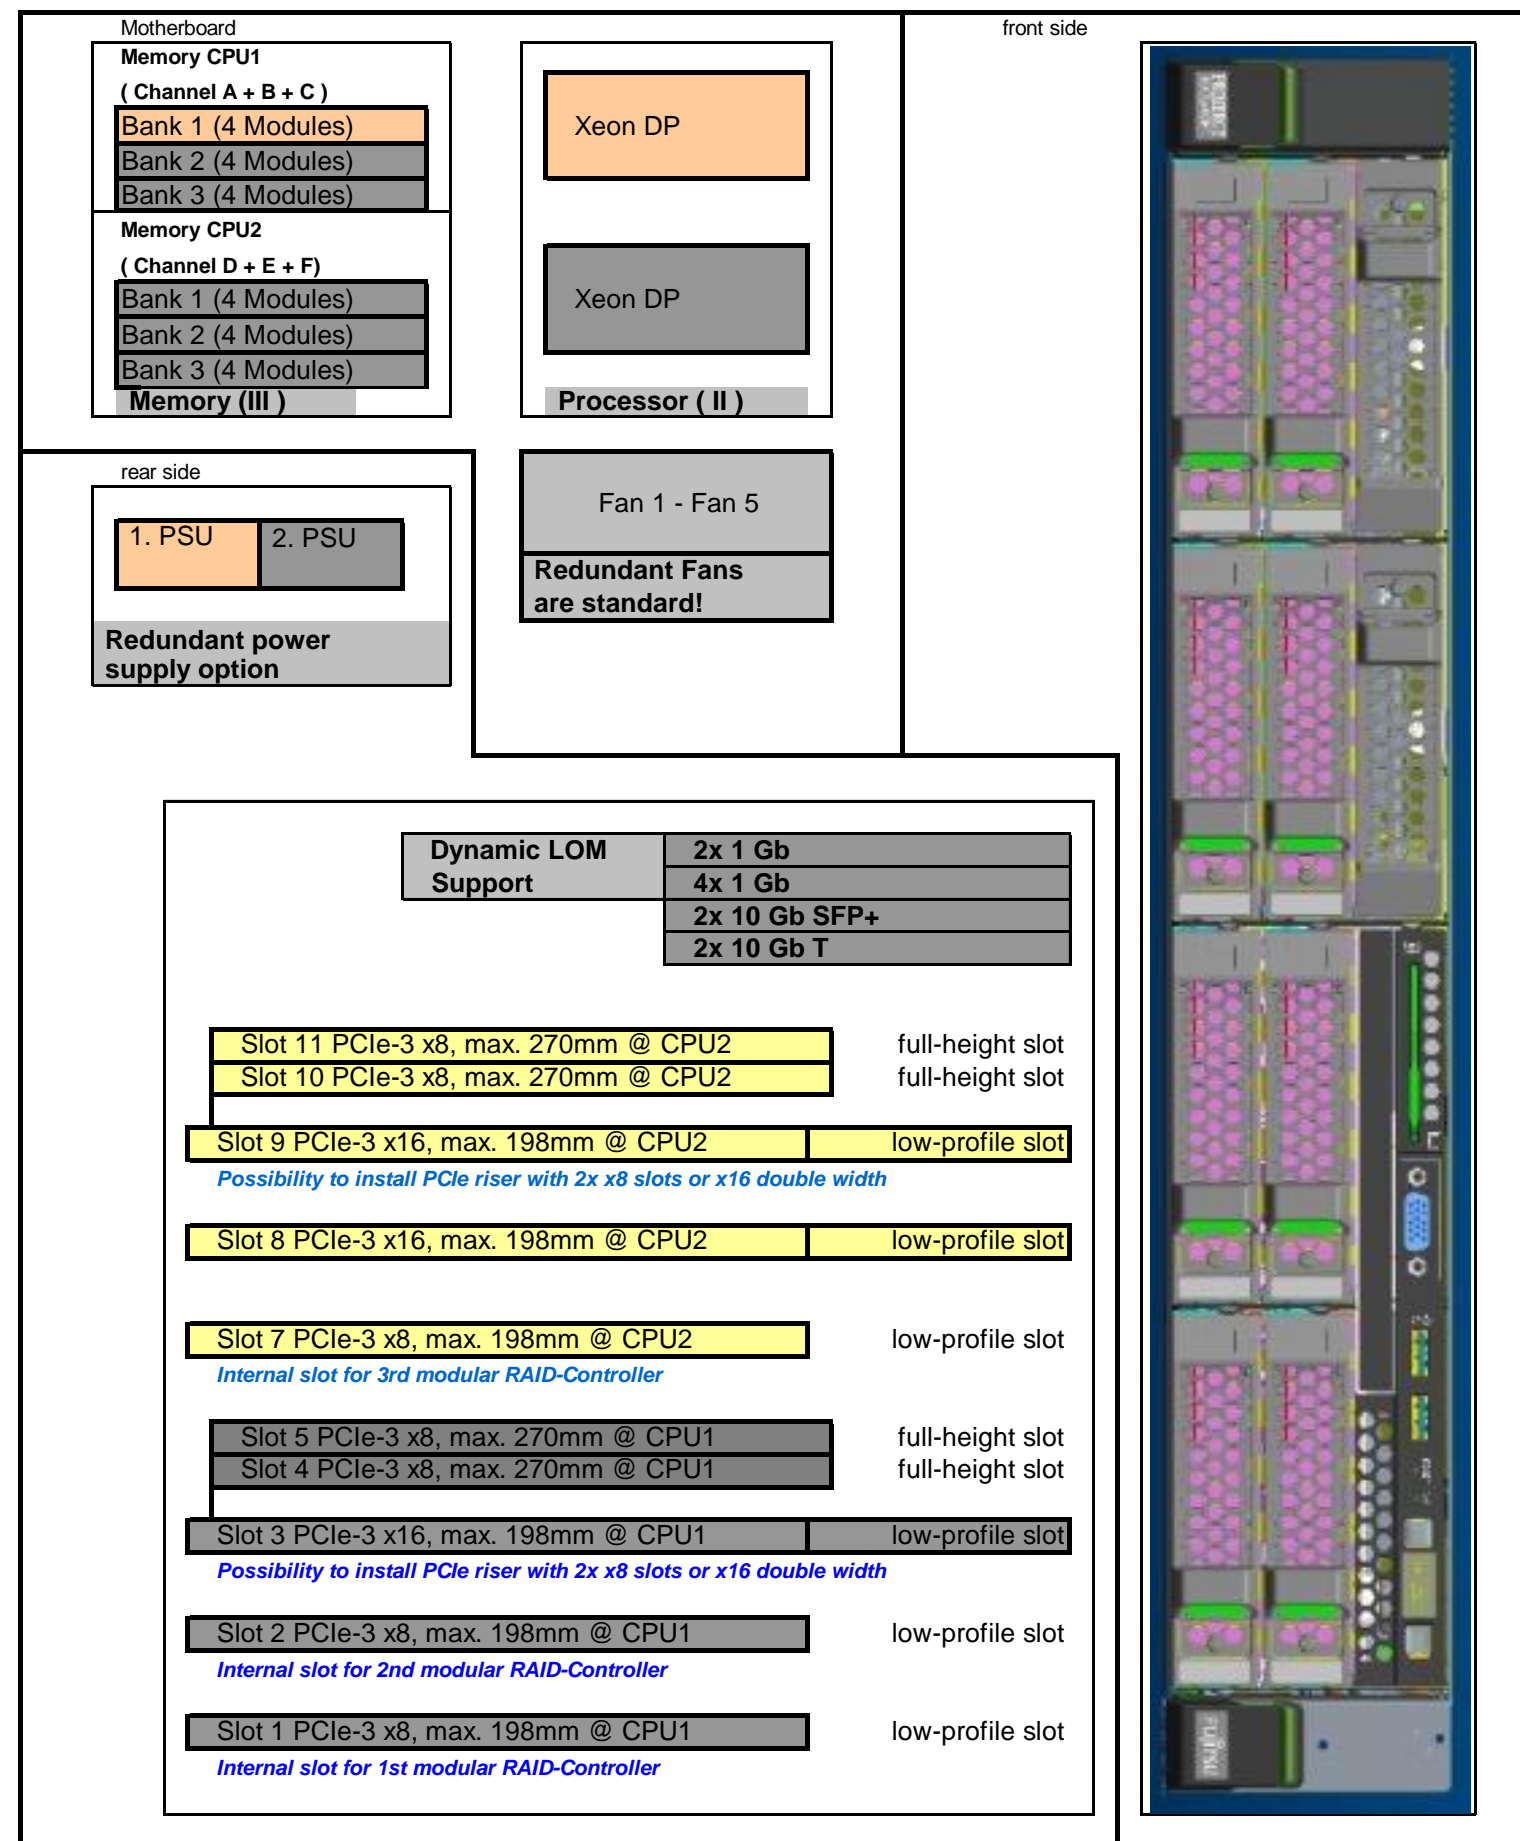 Motherboard
Memory CPU1
( Channel A + B + C )
Bank 1 (4 Modules)
Bank 2 (4 Modules)
Bank 3 (4 Modules)
Memory CPU2
( Channel D + E + F)
Bank 1 (4 Modules)
Bank 2 (4 Modules)
Bank 3 (4 Modules)
Memory (III )
Xeon DP
Xeon DP
Processor ( II )
front side
rear side
1. PSU
2. PSU
Redundant power
supply option
Fan 1 - Fan 5
Redundant Fans
are standard!
Dynamic LOM
Support
2x 1 Gb
4x 1 Gb
2x 10 Gb SFP+
2x 10 Gb T
Slot 11 PCIe-3 x8, max. 270mm @ CPU2 full-height slot
Slot 10 PCIe-3 x8, max. 270mm @ CPU2 full-height slot
Slot 9 PCIe-3 x16, max. 198mm @ CPU2 low-profile slot
Possibility to install PCIe riser with 2x x8 slots or x16 double width
Slot 8 PCIe-3 x16, max. 198mm @ CPU2 low-profile slot
Slot 7 PCIe-3 x8, max. 198mm @ CPU2 low-profile slot
Internal slot for 3rd modular RAID-Controller
Slot 5 PCIe-3 x8, max. 270mm @ CPU1 full-height slot
Slot 4 PCIe-3 x8, max. 270mm @ CPU1 full-height slot
Slot 3 PCIe-3 x16, max. 198mm @ CPU1 low-profile slot
Possibility to install PCIe riser with 2x x8 slots or x16 double width
Slot 2 PCIe-3 x8, max. 198mm @ CPU1 low-profile slot
Internal slot for 2nd modular RAID-Controller
Slot 1 PCIe-3 x8, max. 198mm @ CPU1 low-profile slot
Internal slot for 1st modular RAID-Controller